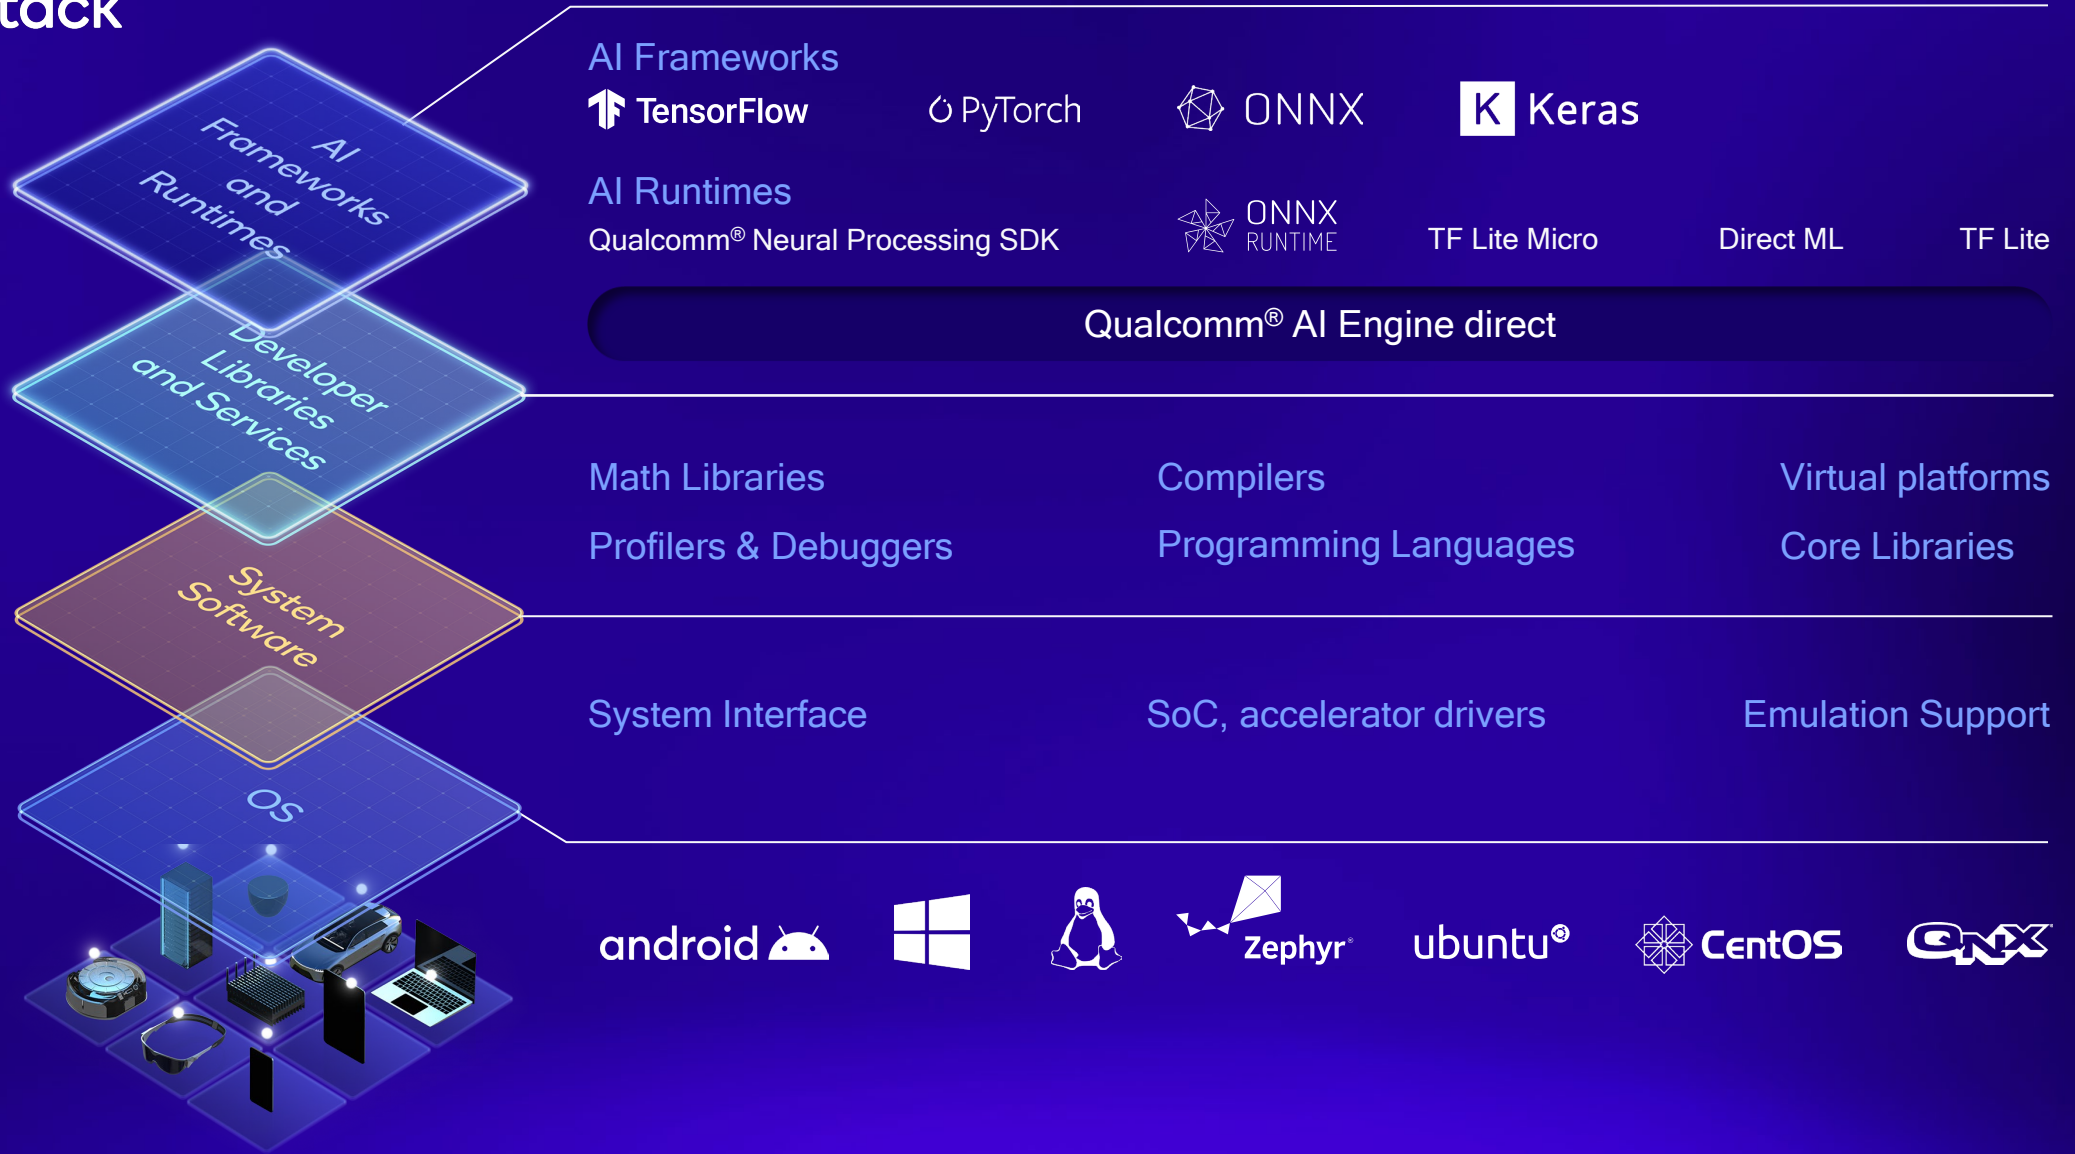 tack
AI
Frameworks
and
Runtimes
AI Frameworks
TensorFlow
PyTorch
ONNX
K Keras
AI Runtimes
Qualcomm® Neural Processing SDK
ONNX
RUNTIME
TF Lite Micro
Direct ML
TF Lite
Qualcomm® AI Engine direct
Developer
Libraries
and Services
Math Libraries
Compilers
Virtual platforms
Profilers & Debuggers
Programming Languages
Core Libraries
System
Software
System Interface
SoC, accelerator drivers
Emulation Support
OS
android
Zephyr®
ubuntu®
CentOS
QNX